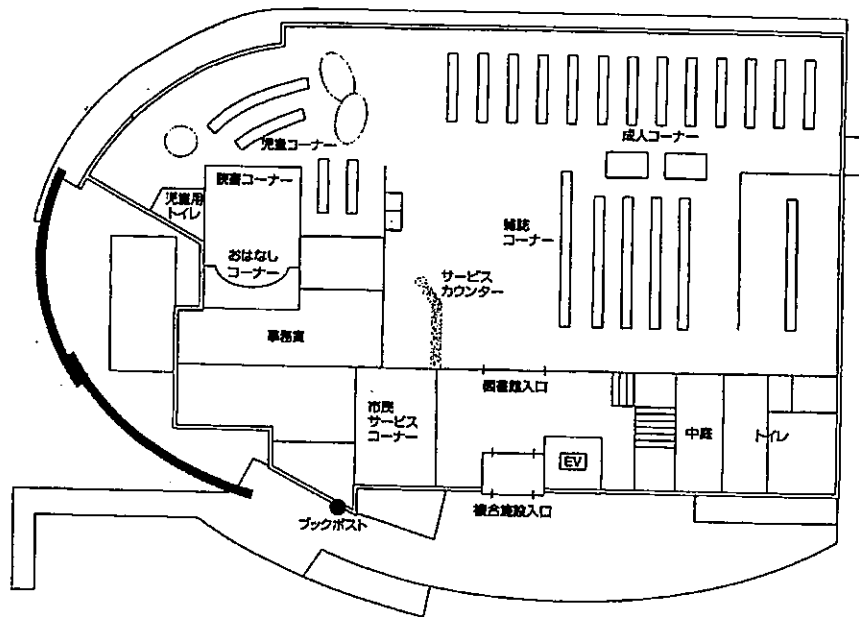 成人コーナー
児童コーナー
読書コーナー
児童用
トイレ
雑誌
コーナー
おはなし
コーナー
サービス
カウンター
事務室
図書館入口
市民
サービス
コーナー
中庭
トイレ
EV
複合施設入口
ブックポスト